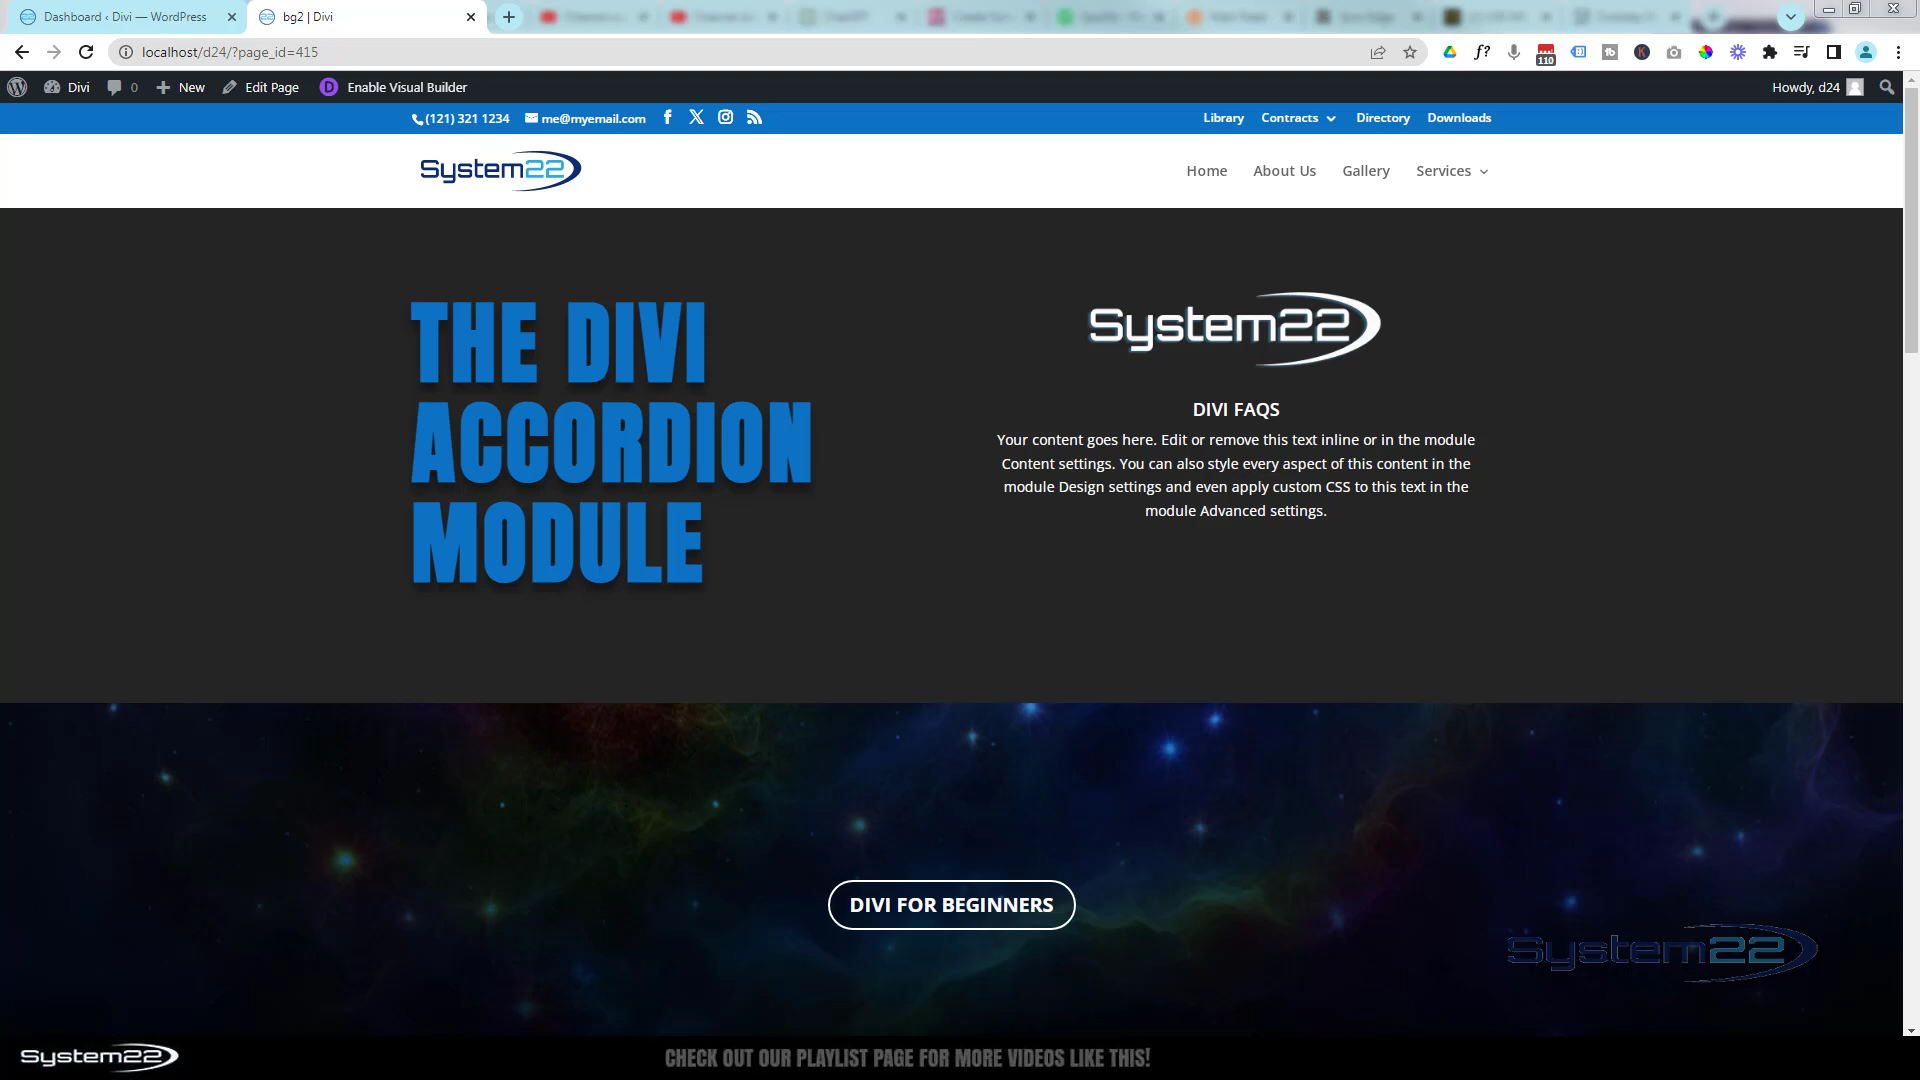 Dashboard ‹ Divi — WordPress
bg2 | Divi
localhost/d24/?page_id=415
110
Divi
0
New
Edit Page
Enable Visual Builder
Howdy, d24
(121) 321 1234
me@myemail.com
Library
Contracts
Directory
Downloads
System22
Home
About Us
Gallery
Services
THE DIVI
ACCORDION
MODULE
System22
DIVI FAQS
Your content goes here. Edit or remove this text inline or in the module
Content settings. You can also style every aspect of this content in the
module Design settings and even apply custom CSS to this text in the
module Advanced settings.
DIVI FOR BEGINNERS
System22
System22
CHECK OUT OUR PLAYLIST PAGE FOR MORE VIDEOS LIKE THIS!